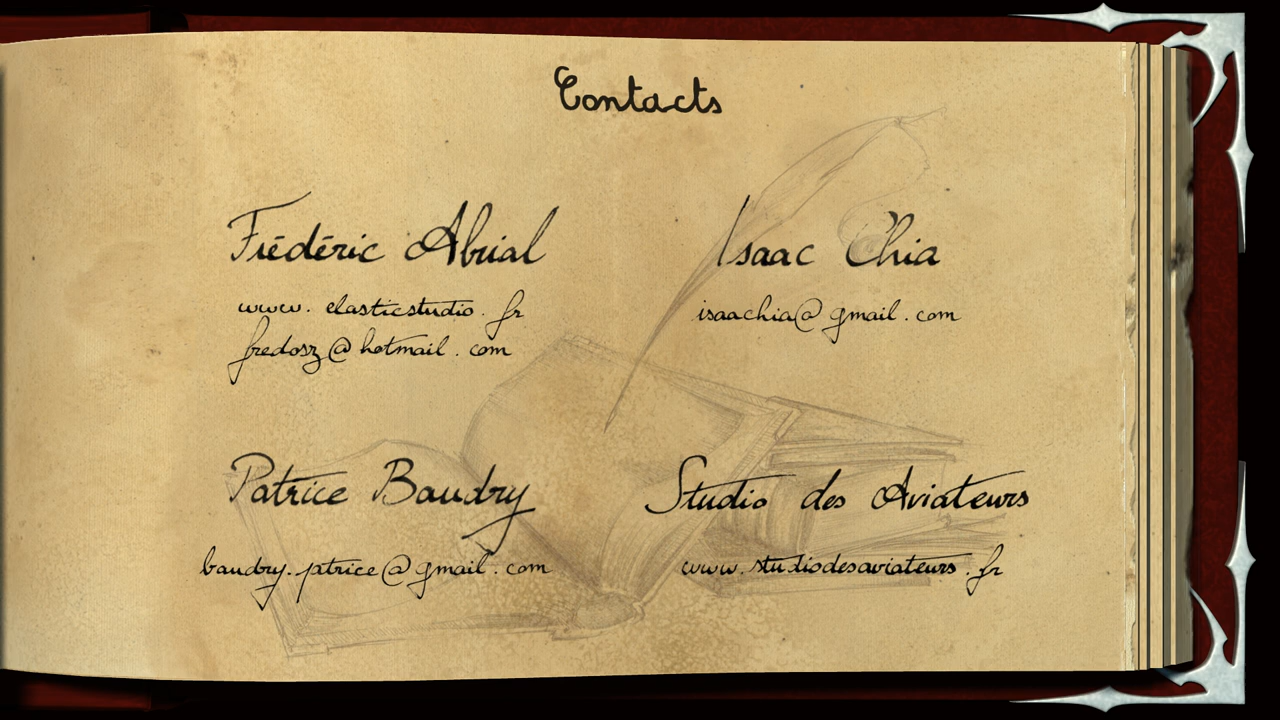 Contacts
Frédéric Abrial
www.elasticstudio.fr
fredosz@hotmail.com
Isaac Chia
isaachia@gmail.com
Patrice Baudry
baudry.patrice@gmail.com
Studio des Aviateurs
www.studiodesaviateurs.fr